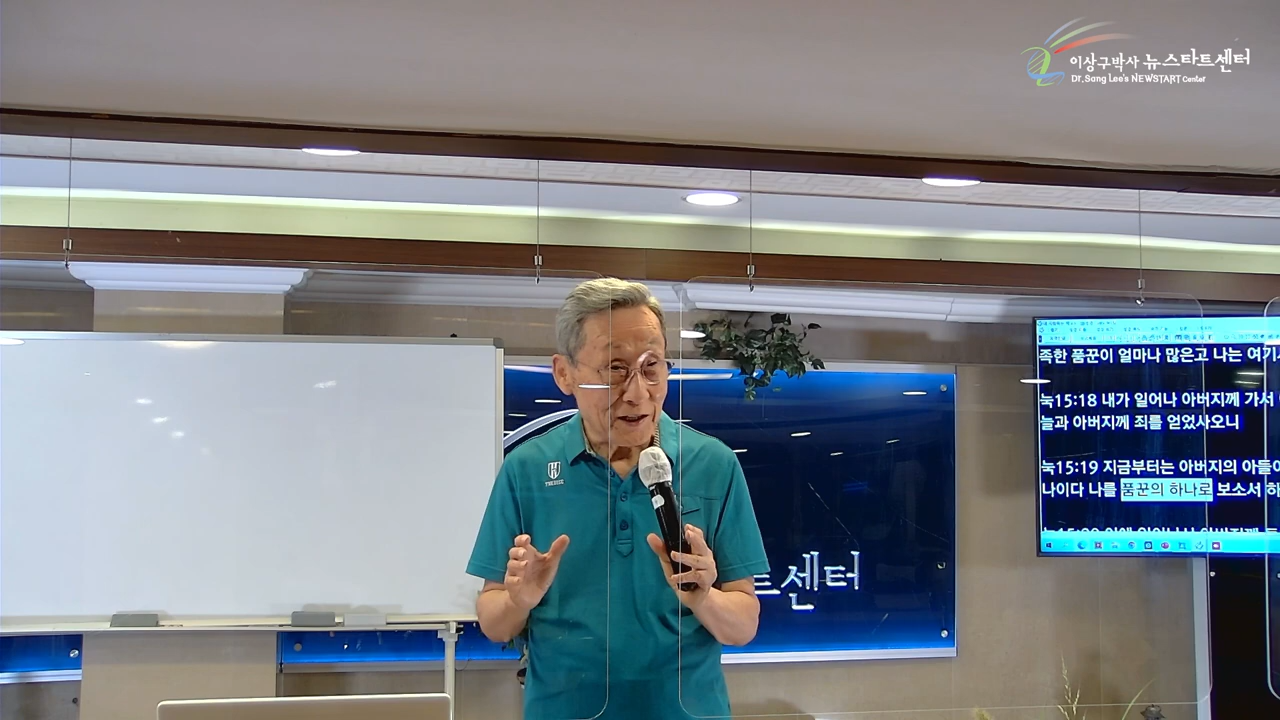 이상구박사 뉴스타트센터
Dr. Sang Lee's NEWSTART Center
족한 품꾼이 얼마나 많은고 나는 여기서
눅15:18 내가 일어나 아버지께 가서
늘과 아버지께 죄를 얻었사오니
눅15:19 지금부터는 아버지의 아들이
나이다 나를 품꾼의 하나로 보소서 하
트센터